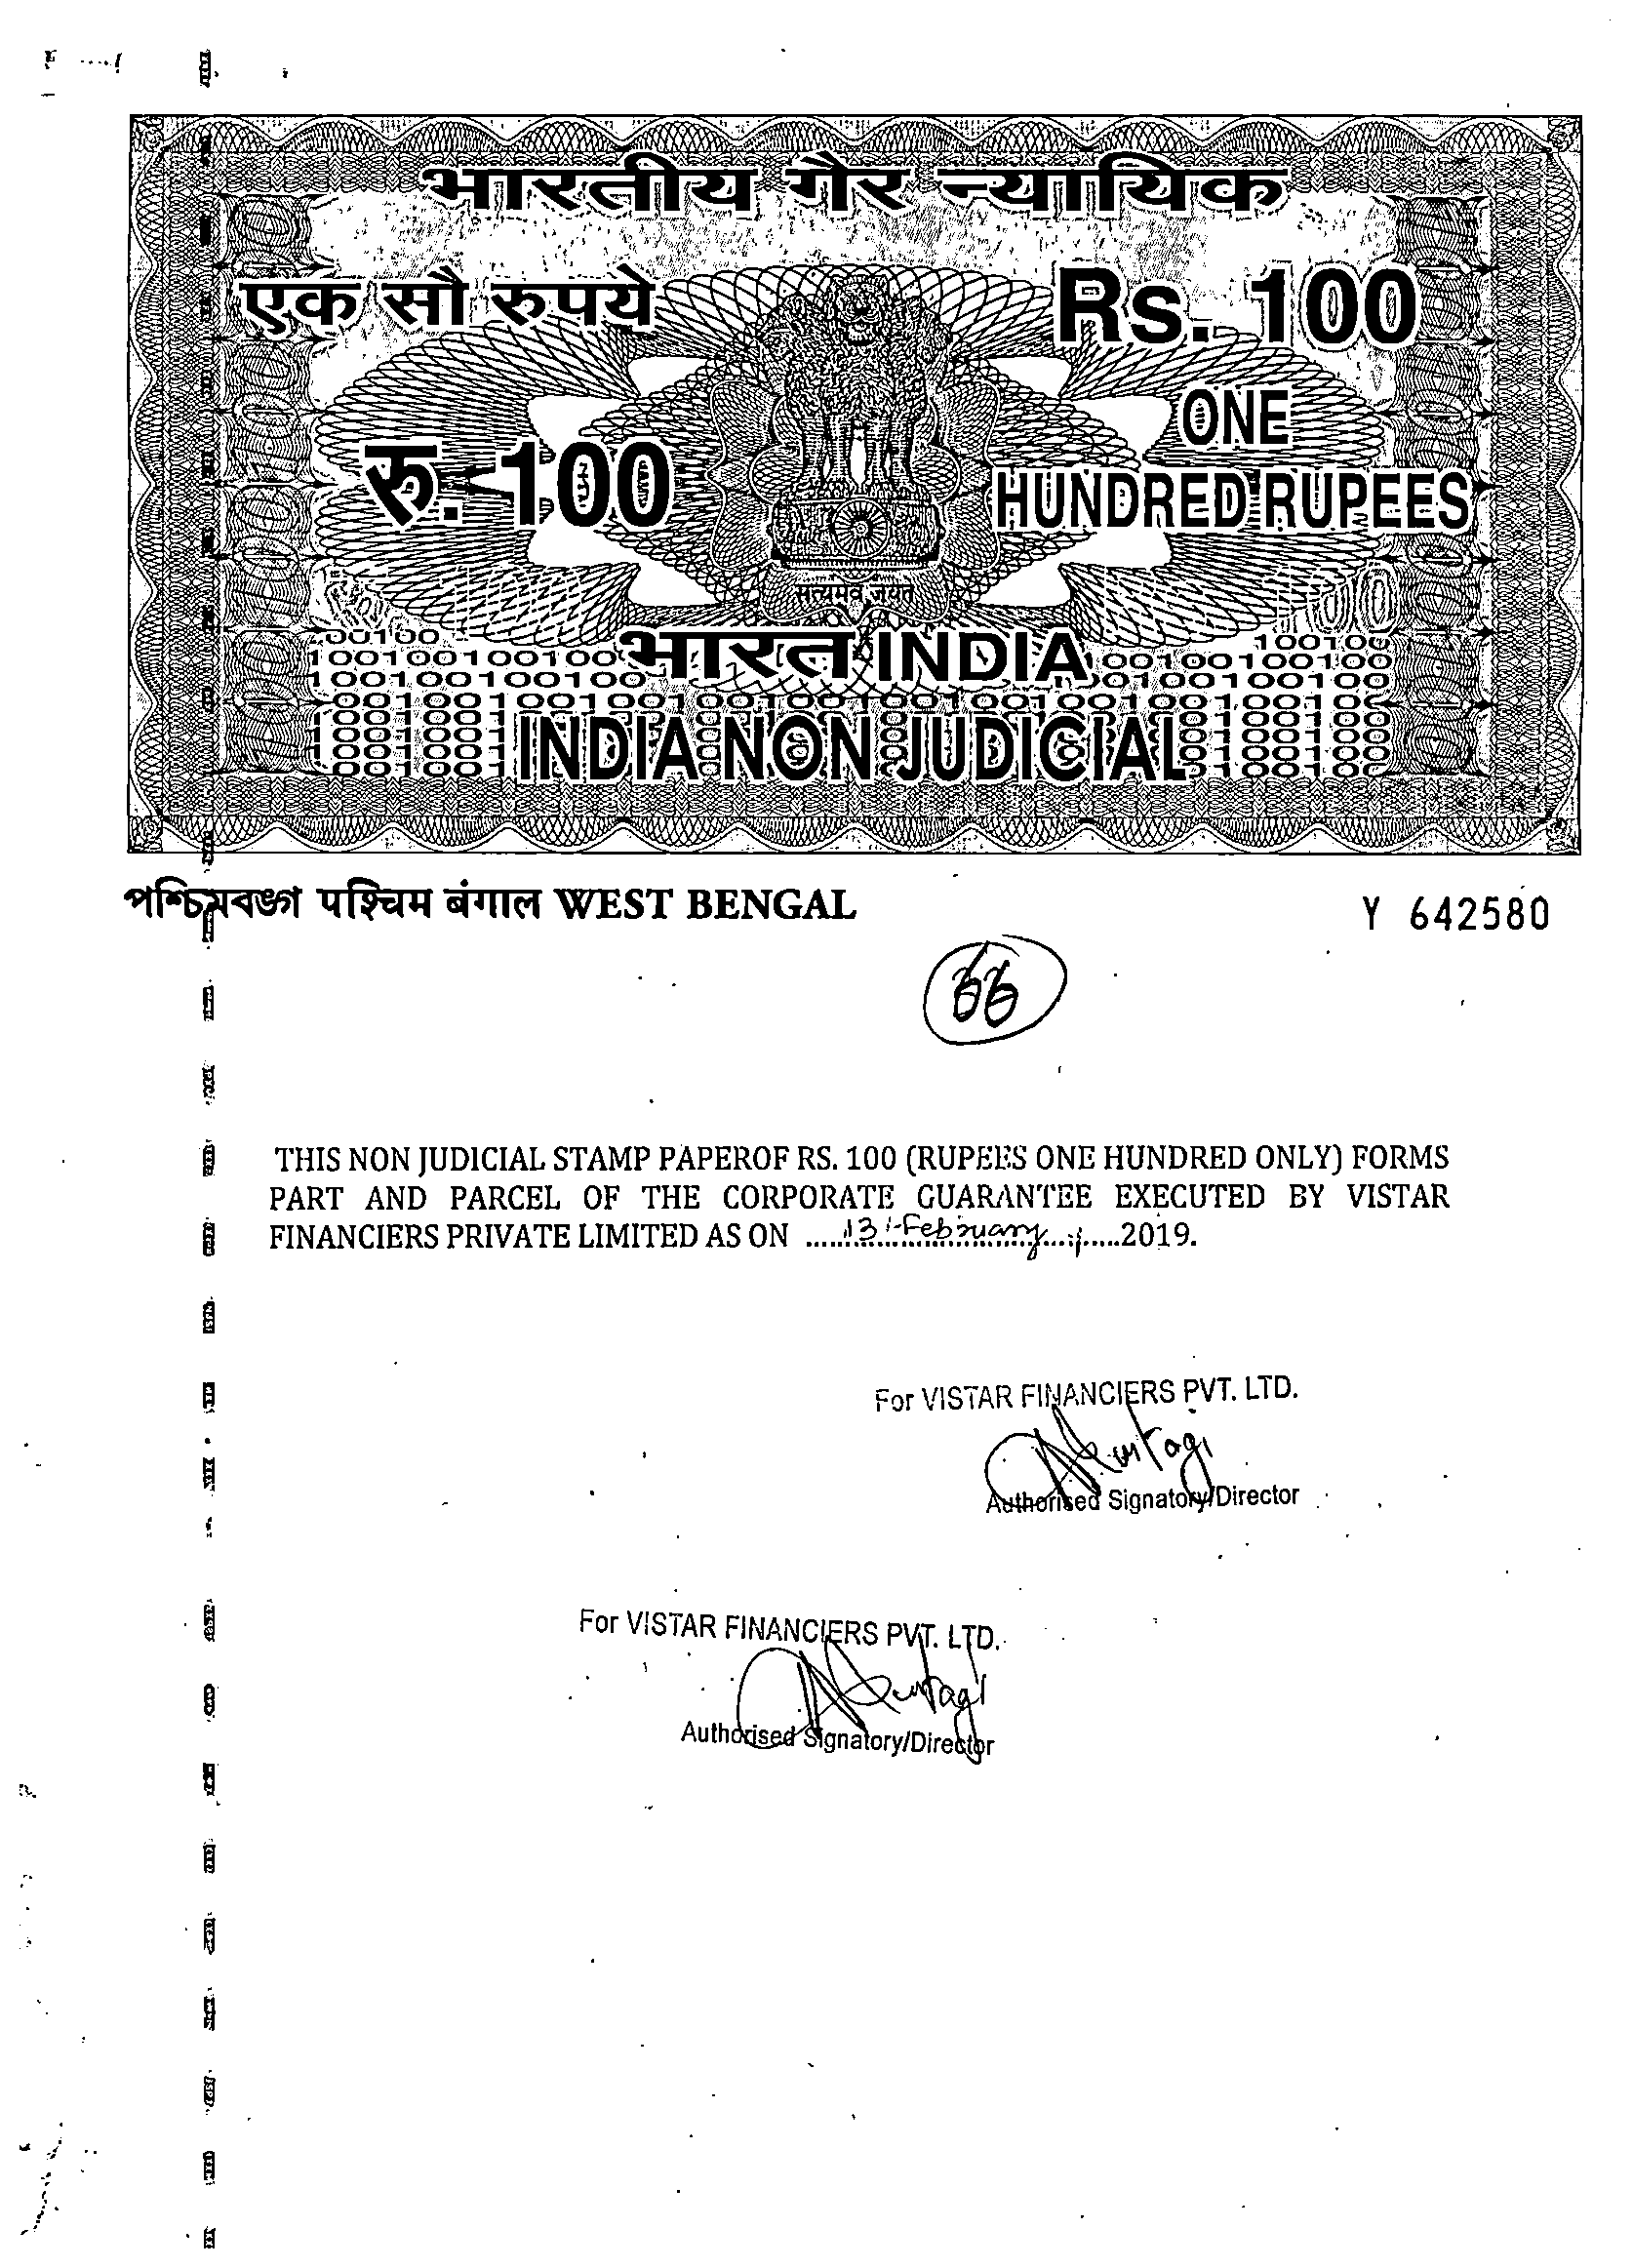 भारतीय गैर न्यायिक
एक सौ रुपये
Rs. 100
रु. 100
ONE
HUNDRED RUPEES
सत्यमेव जयते
भारत INDIA
INDIA NON JUDICIAL
পশ্চিমবঙ্গ पश्चिम बंगाल WEST BENGAL
Y 642580
66
THIS NON JUDICIAL STAMP PAPEROF RS. 100 (RUPEES ONE HUNDRED ONLY) FORMS
PART AND PARCEL OF THE CORPORATE GUARANTEE EXECUTED BY VISTAR
FINANCIERS PRIVATE LIMITED AS ON ......13 February........2019.
For VISTAR FINANCIERS PVT. LTD.
Authorised Signatory/Director
For VISTAR FINANCIERS PVT. LTD.
Authorised Signatory/Director